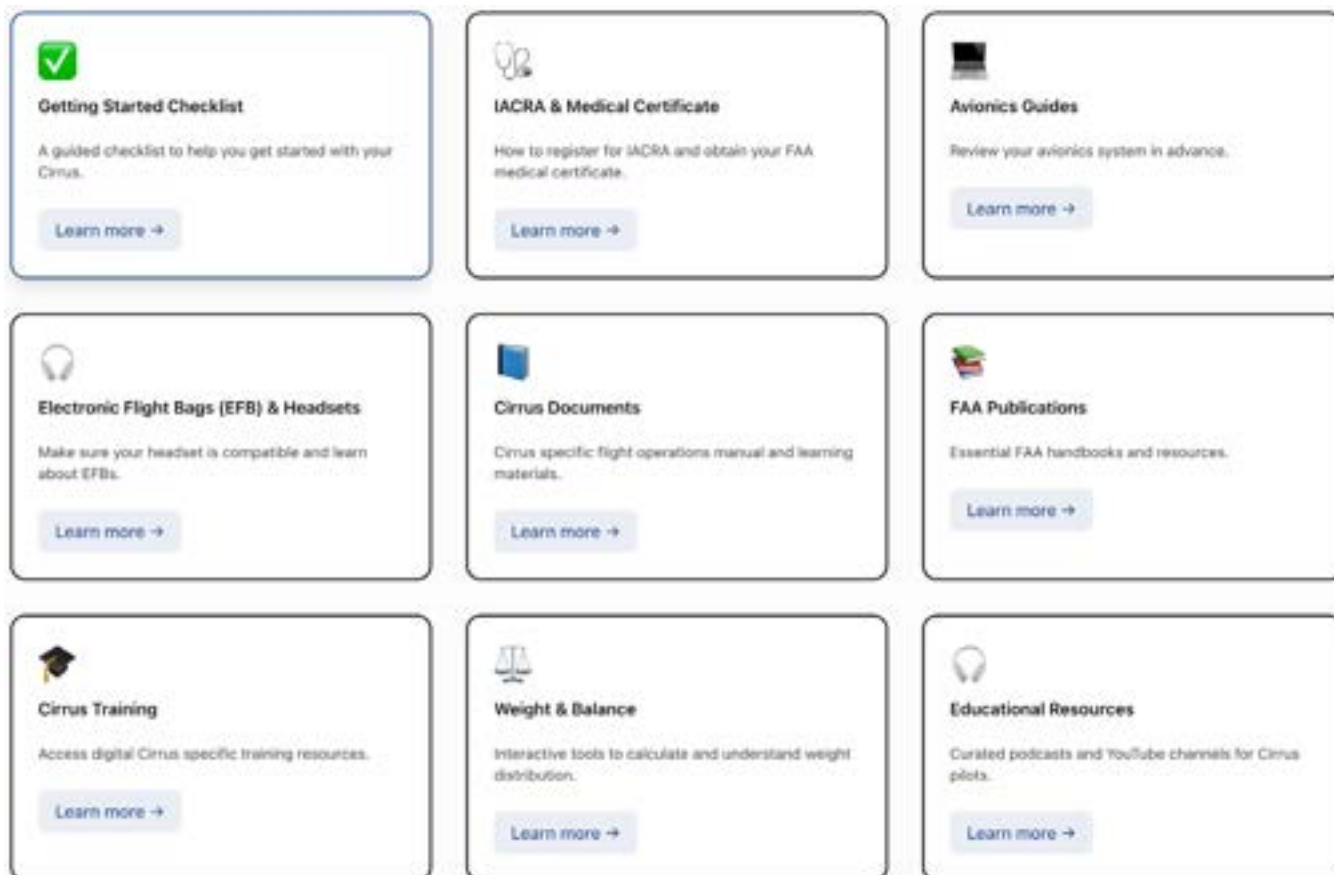 Getting Started Checklist
A guided checklist to help you get started with your
Cirrus.
Learn more →
IACRA & Medical Certificate
How to register for IACRA and obtain your FAA
medical certificate.
Learn more →
Avionics Guides
Review your avionics system in advance.
Learn more →
Electronic Flight Bags (EFB) & Headsets
Make sure your headset is compatible and learn
about EFBs.
Learn more →
Cirrus Documents
Cirrus specific flight operations manual and learning
materials.
Learn more →
FAA Publications
Essential FAA handbooks and resources.
Learn more →
Cirrus Training
Access digital Cirrus specific training resources.
Learn more →
Weight & Balance
Interactive tools to calculate and understand weight
distribution.
Learn more →
Educational Resources
Curated podcasts and YouTube channels for Cirrus
pilots.
Learn more →